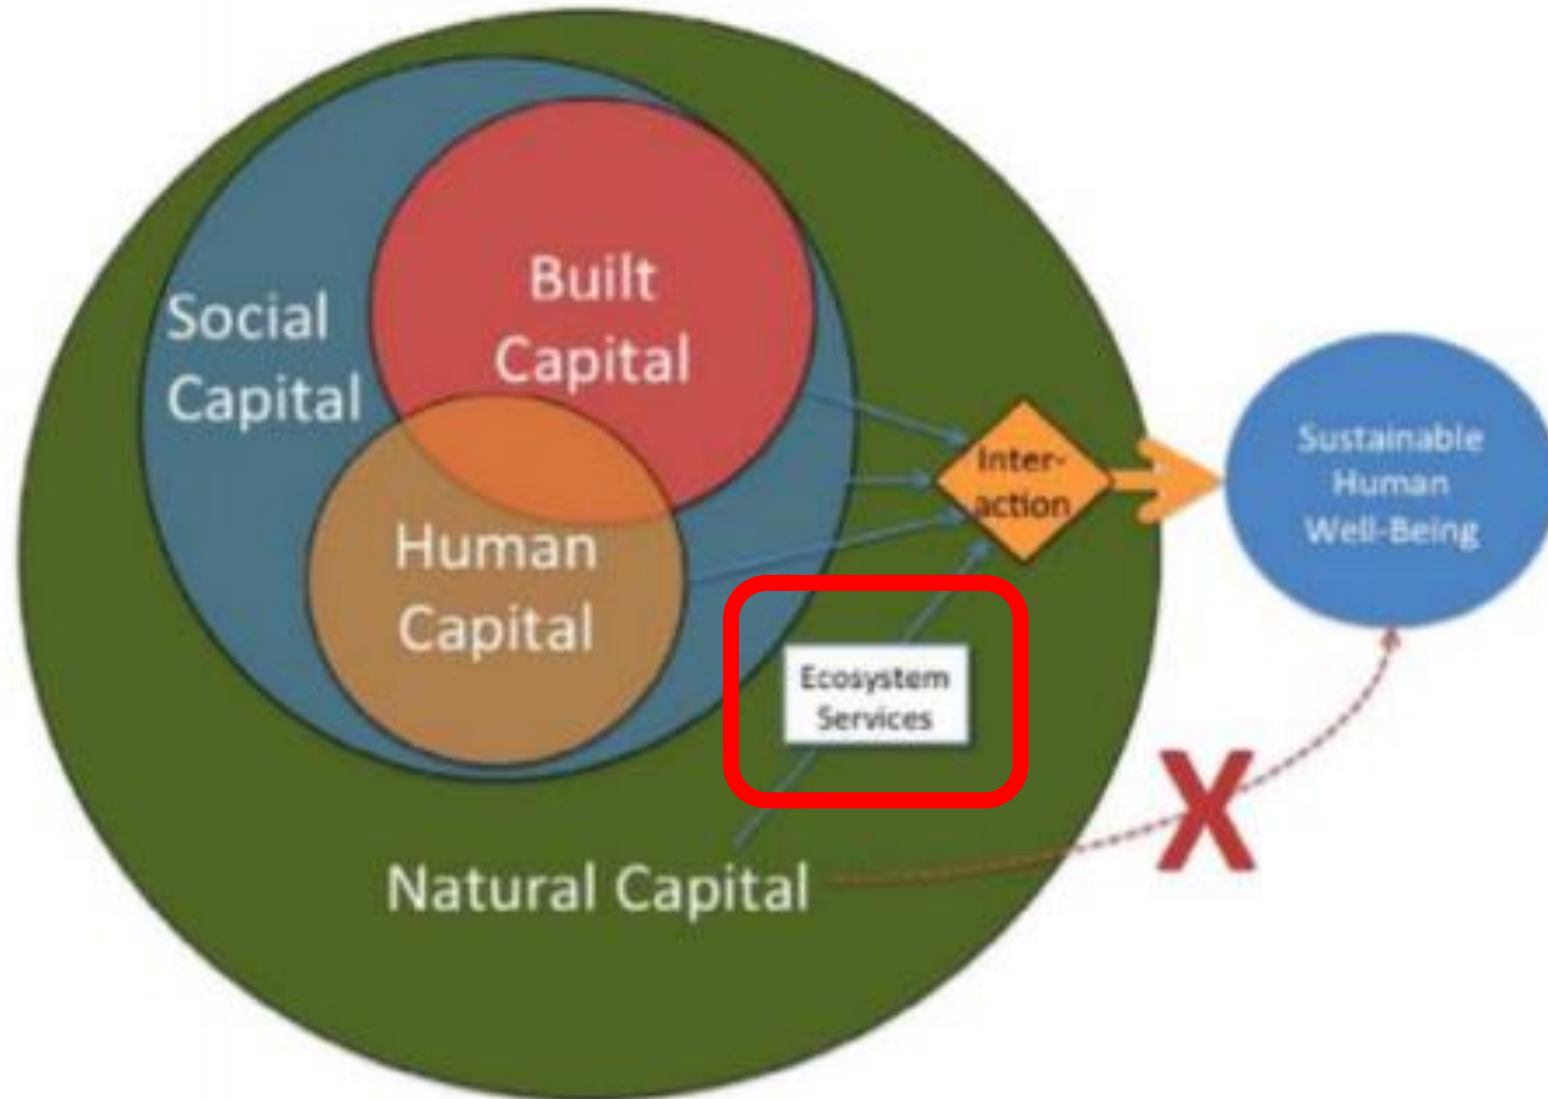 Social
Capital
Built
Capital
Human
Capital
Inter-
action
Sustainable
Human
Well-Being
Ecosystem
Services
X
Natural Capital